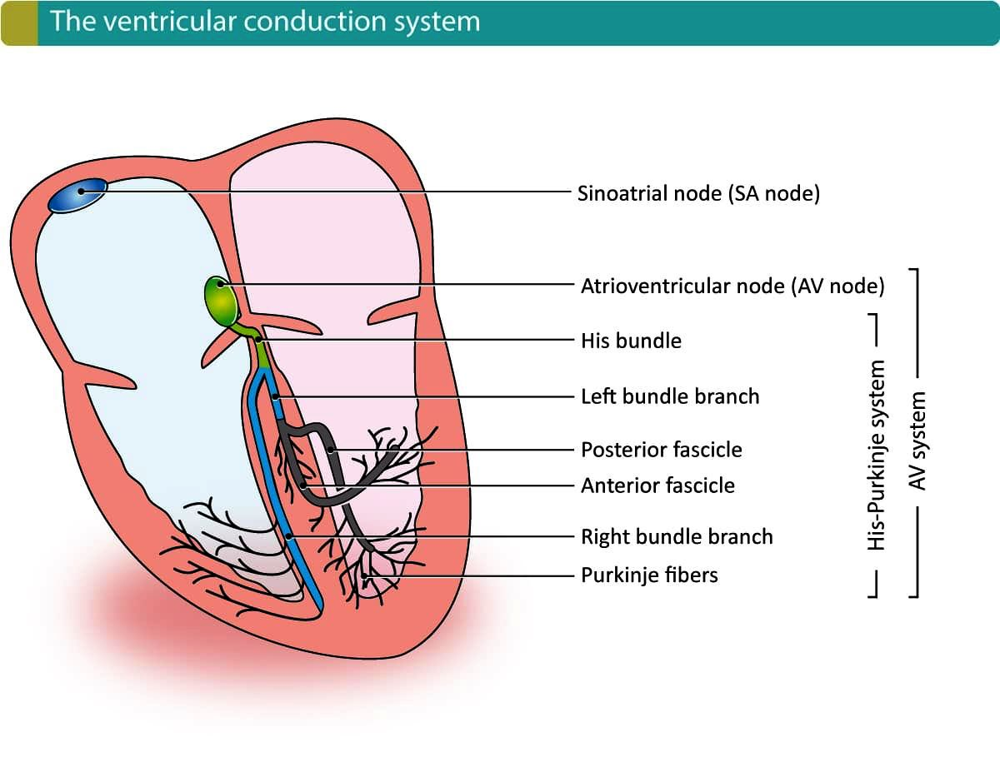 The ventricular conduction system
Sinoatrial node (SA node)
Atrioventricular node (AV node)
His bundle
Left bundle branch
Posterior fascicle
Anterior fascicle
Right bundle branch
Purkinje fibers
His-Purkinje system
AV system